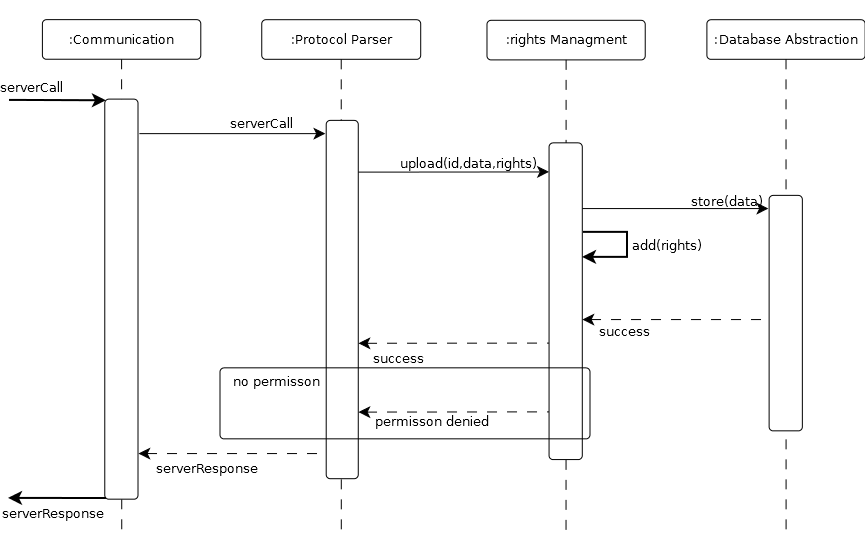 :Communication
:Protocol Parser
:rights Managment
:Database Abstraction
serverCall
serverCall
upload(id,data,rights)
store(data)
add(rights)
success
success
no permisson
permisson denied
serverResponse
serverResponse